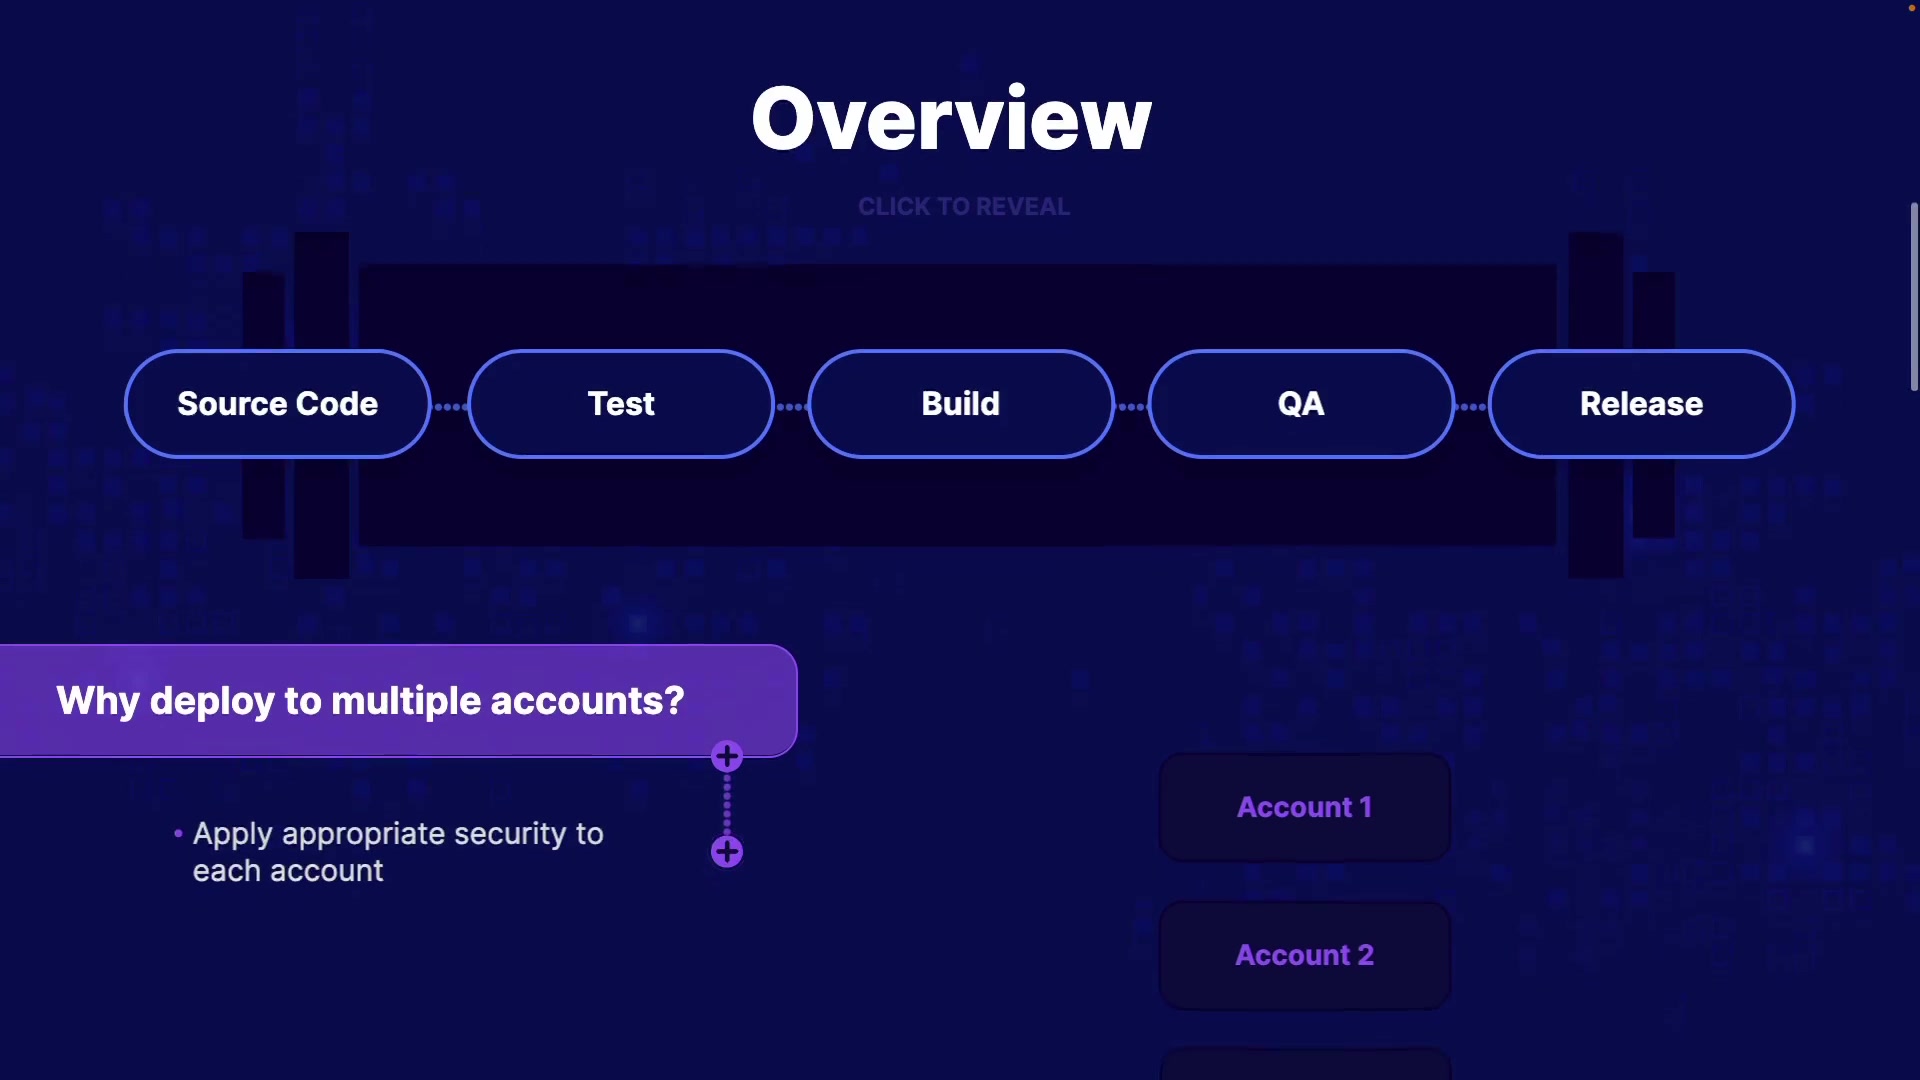 Overview
CLICK TO REVEAL
Source Code
Test
Build
QA
Release
Why deploy to multiple accounts?
• Apply appropriate security to
each account
Account 1
Account 2